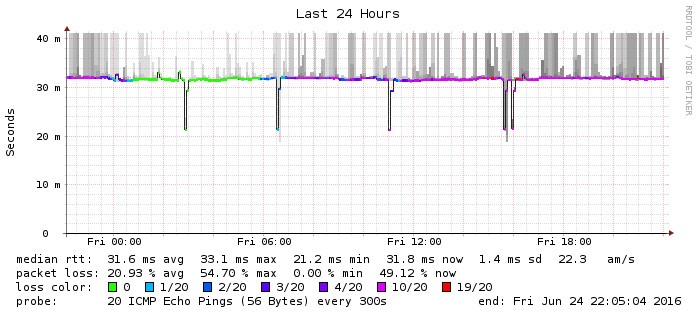 Last 24 Hours
RRDTOOL / TOBI OETIKER
Seconds
40 m
30 m
20 m
10 m
0
Fri 00:00 Fri 06:00 Fri 12:00 Fri 18:00
median rtt: 31.6 ms avg 33.1 ms max 21.2 ms min 31.8 ms now 1.4 ms sd 22.3 am/s
packet loss: 20.93 % avg 54.70 % max 0.00 % min 49.12 % now
loss color: 0 1/20 2/20 3/20 4/20 10/20 19/20
probe: 20 ICMP Echo Pings (56 Bytes) every 300s end: Fri Jun 24 22:05:04 2016